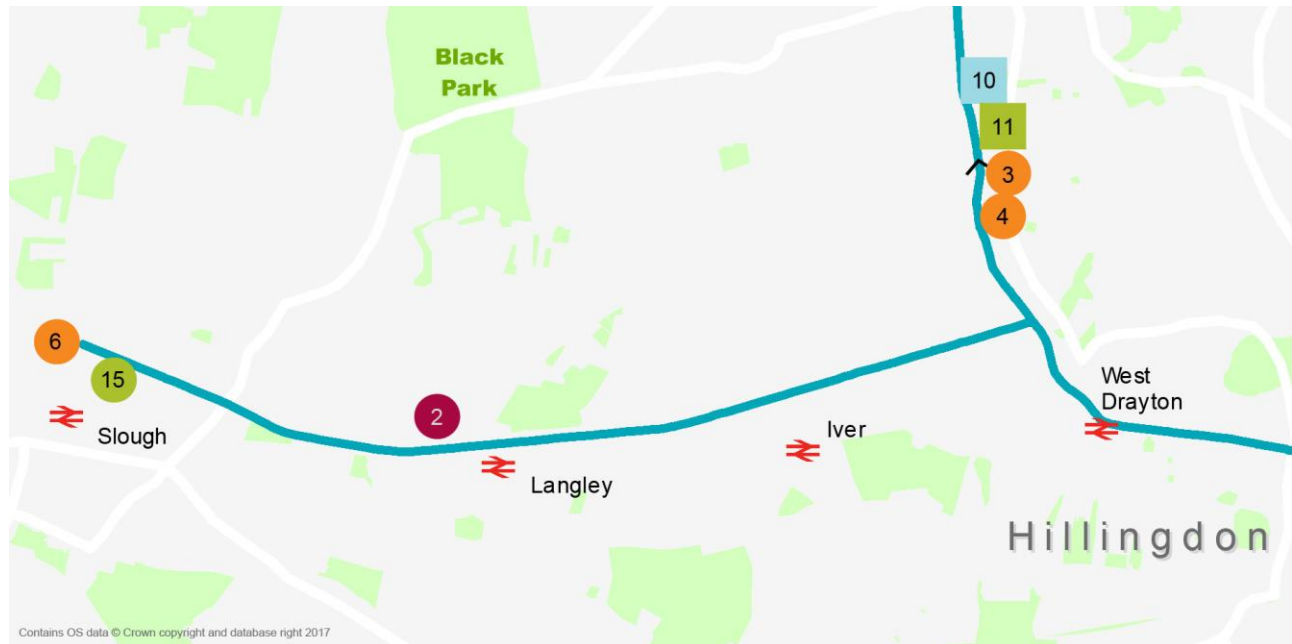 Black
Park
10
11
3
4
6
15
West
Drayton
2
Iver
Slough
Langley
Hillingdon
Contains OS data © Crown copyright and database right 2017